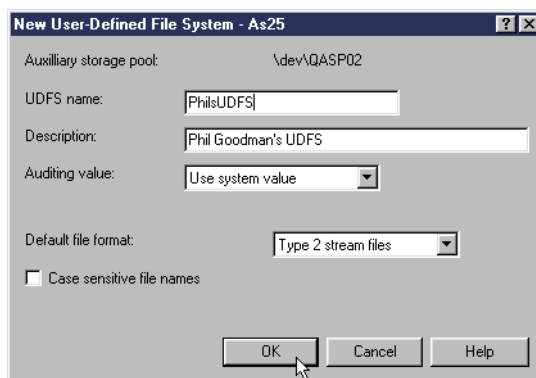 New User-Defined File System - As25
Auxilliary storage pool: \dev\QASP02
UDFS name: PhilsUDFS
Description: Phil Goodman's UDFS
Auditing value: Use system value
Default file format: Type 2 stream files
Case sensitive file names
OK Cancel Help